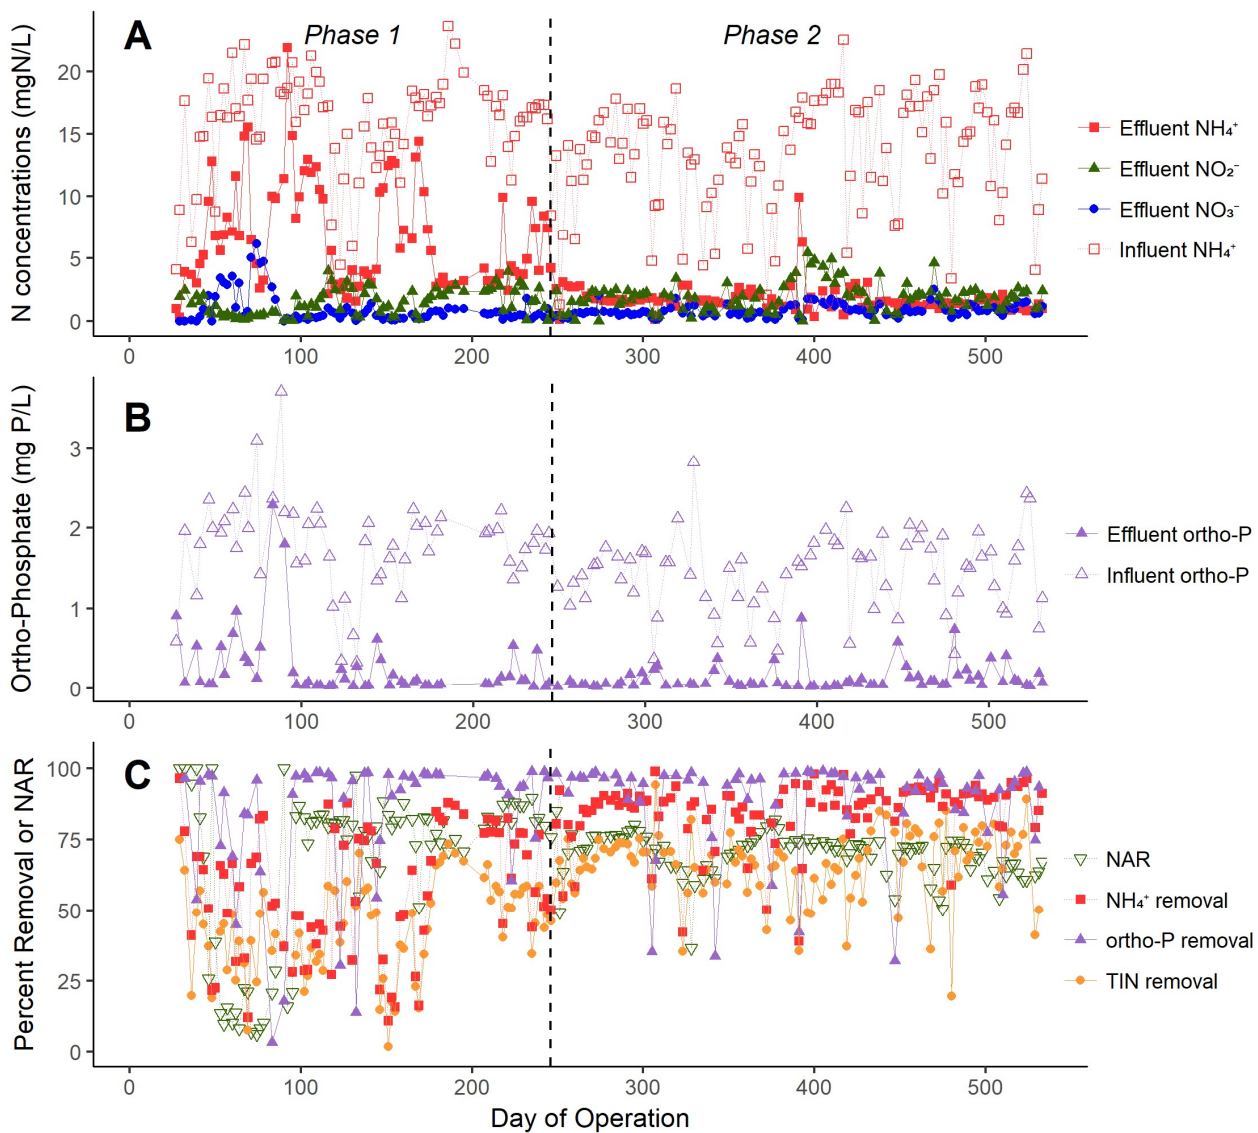 A
Phase 1
Phase 2
N concentrations (mgN/L)
20
15
10
5
0
0
100
200
300
400
500
Effluent NH₄⁺
Effluent NO₂⁻
Effluent NO₃⁻
Influent NH₄⁺
B
Ortho-Phosphate (mg P/L)
3
2
1
0
0
100
200
300
400
500
Effluent ortho-P
Influent ortho-P
C
Percent Removal or NAR
100
75
50
25
0
0
100
200
300
400
500
Day of Operation
NAR
NH₄⁺ removal
ortho-P removal
TIN removal